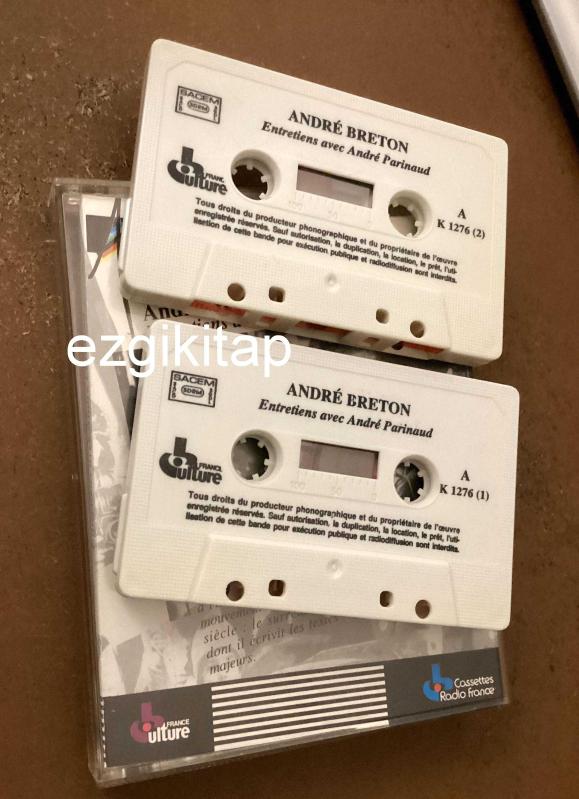 SACEM
SDRM
ANDRÉ BRETON
Entretiens avec André Parinaud
FRANCE
Culture
A
K 1276 (2)
Tous droits du producteur phonographique et du propriétaire de l'œuvre
enregistrée réservés. Sauf autorisation, la duplication, la location, le prêt, l'uti-
lisation de cette bande pour exécution publique et radiodiffusion sont interdits.
100 50
ezgikitap
SACEM
SDRM
ANDRÉ BRETON
Entretiens avec André Parinaud
FRANCE
Culture
100 50 0
A
K 1276 (1)
Tous droits du producteur phonographique et du propriétaire de l'œuvre
enregistrée réservés. Sauf autorisation, la duplication, la location, le prêt, l'uti-
lisation de cette bande pour exécution publique et radiodiffusion sont interdits.
siècle : le
dont il écrivit les textes
majeurs.
FRANCE
Culture
Cassettes
Radio France